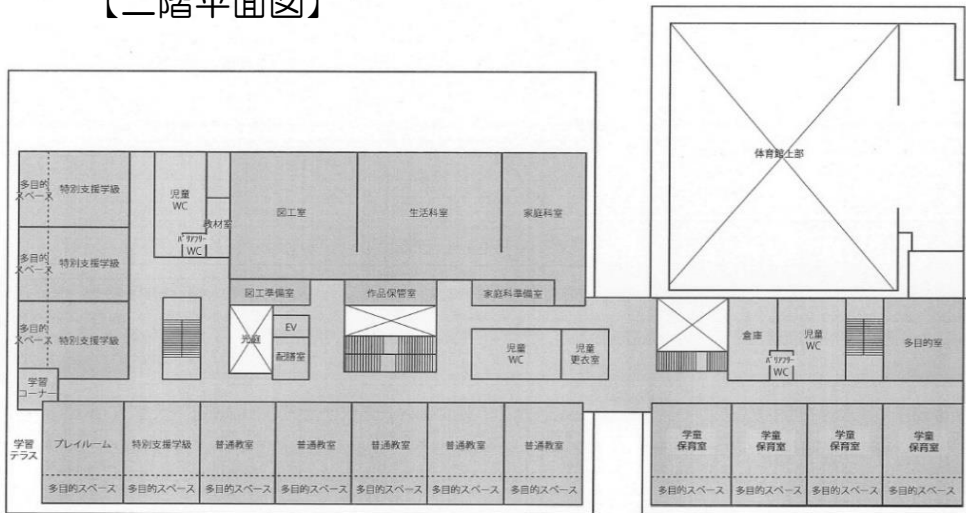 【二階平面図】
体育館上部
多目的
スペース
特別支援学級
児童
WC
教材室
バリアフリー
WC
図工室
生活科室
家庭科室
多目的
スペース
特別支援学級
図工準備室
作品保管室
家庭科準備室
多目的
スペース
特別支援学級
光庭
EV
配膳室
児童
WC
児童
更衣室
倉庫
児童
WC
バリアフリー
WC
多目的室
学習
コーナー
学習
テラス
プレイルーム
特別支援学級
普通教室
普通教室
普通教室
普通教室
普通教室
学童
保育室
学童
保育室
学童
保育室
学童
保育室
多目的スペース
多目的スペース
多目的スペース
多目的スペース
多目的スペース
多目的スペース
多目的スペース
多目的スペース
多目的スペース
多目的スペース
多目的スペース